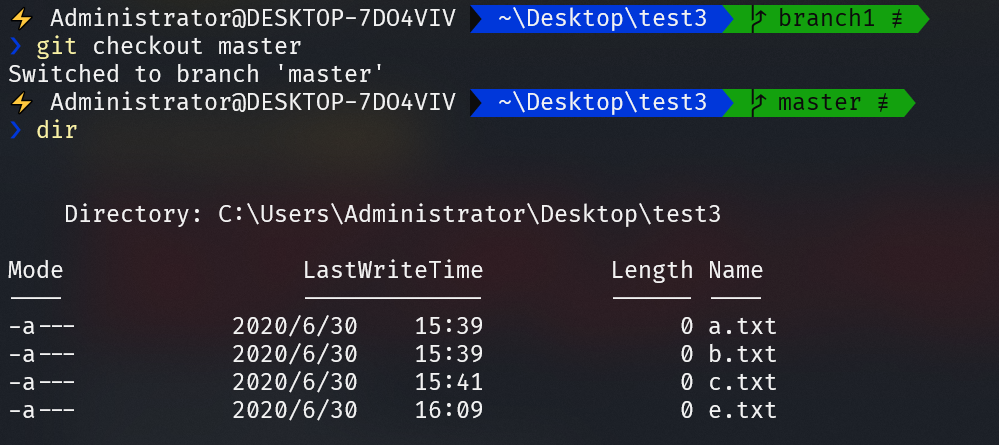 ⚡ Administrator@DESKTOP-7DO4VIV ~\Desktop\test3 branch1 ≢
❯ git checkout master
Switched to branch 'master'
⚡ Administrator@DESKTOP-7DO4VIV ~\Desktop\test3 master ≢
❯ dir
Directory: C:\Users\Administrator\Desktop\test3
Mode LastWriteTime Length Name
---- ------------- ------ ----
-a--- 2020/6/30 15:39 0 a.txt
-a--- 2020/6/30 15:39 0 b.txt
-a--- 2020/6/30 15:41 0 c.txt
-a--- 2020/6/30 16:09 0 e.txt